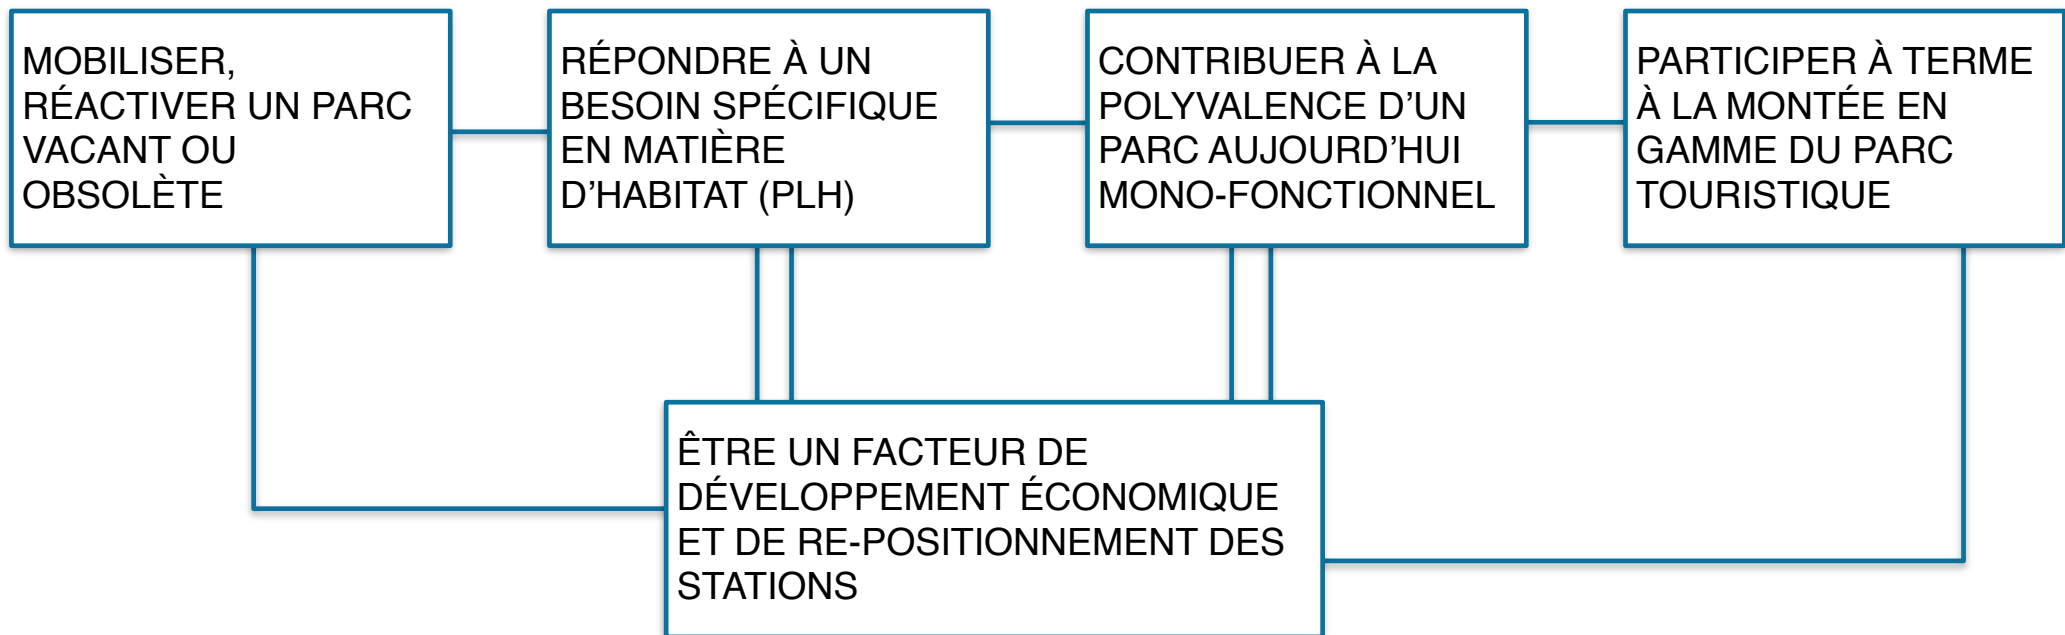 MOBILISER,
RÉACTIVER UN PARC
VACANT OU
OBSOLÈTE
RÉPONDRE À UN
BESOIN SPÉCIFIQUE
EN MATIÈRE
D’HABITAT (PLH)
CONTRIBUER À LA
POLYVALENCE D’UN
PARC AUJOURD’HUI
MONO-FONCTIONNEL
PARTICIPER À TERME
À LA MONTÉE EN
GAMME DU PARC
TOURISTIQUE
ÊTRE UN FACTEUR DE
DÉVELOPPEMENT ÉCONOMIQUE
ET DE RE-POSITIONNEMENT DES
STATIONS